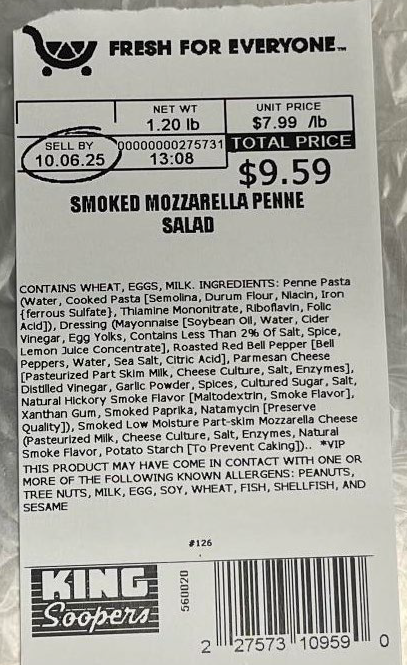 FRESH FOR EVERYONE™
NET WT
1.20 lb
UNIT PRICE
$7.99 /lb
SELL BY
10.06.25
00000000275731
13:08
TOTAL PRICE
$9.59
SMOKED MOZZARELLA PENNE
SALAD
CONTAINS WHEAT, EGGS, MILK. INGREDIENTS: Penne Pasta
(Water, Cooked Pasta [Semolina, Durum Flour, Niacin, Iron
{ferrous Sulfate}, Thiamine Mononitrate, Riboflavin, Folic
Acid]), Dressing (Mayonnaise [Soybean Oil, Water, Cider
Vinegar, Egg Yolks, Contains Less Than 2% Of Salt, Spice,
Lemon Juice Concentrate], Roasted Red Bell Pepper [Bell
Peppers, Water, Sea Salt, Citric Acid], Parmesan Cheese
[Pasteurized Part Skim Milk, Cheese Culture, Salt, Enzymes],
Distilled Vinegar, Garlic Powder, Spices, Cultured Sugar, Salt,
Natural Hickory Smoke Flavor [Maltodextrin, Smoke Flavor],
Xanthan Gum, Smoked Paprika, Natamycin [Preserve
Quality]), Smoked Low Moisture Part-skim Mozzarella Cheese
(Pasteurized Milk, Cheese Culture, Salt, Enzymes, Natural
Smoke Flavor, Potato Starch [To Prevent Caking]).. *VIP
THIS PRODUCT MAY HAVE COME IN CONTACT WITH ONE OR
MORE OF THE FOLLOWING KNOWN ALLERGENS: PEANUTS,
TREE NUTS, MILK, EGG, SOY, WHEAT, FISH, SHELLFISH, AND
SESAME
#126
KING
Soopers
560020
2 27573 10959 0